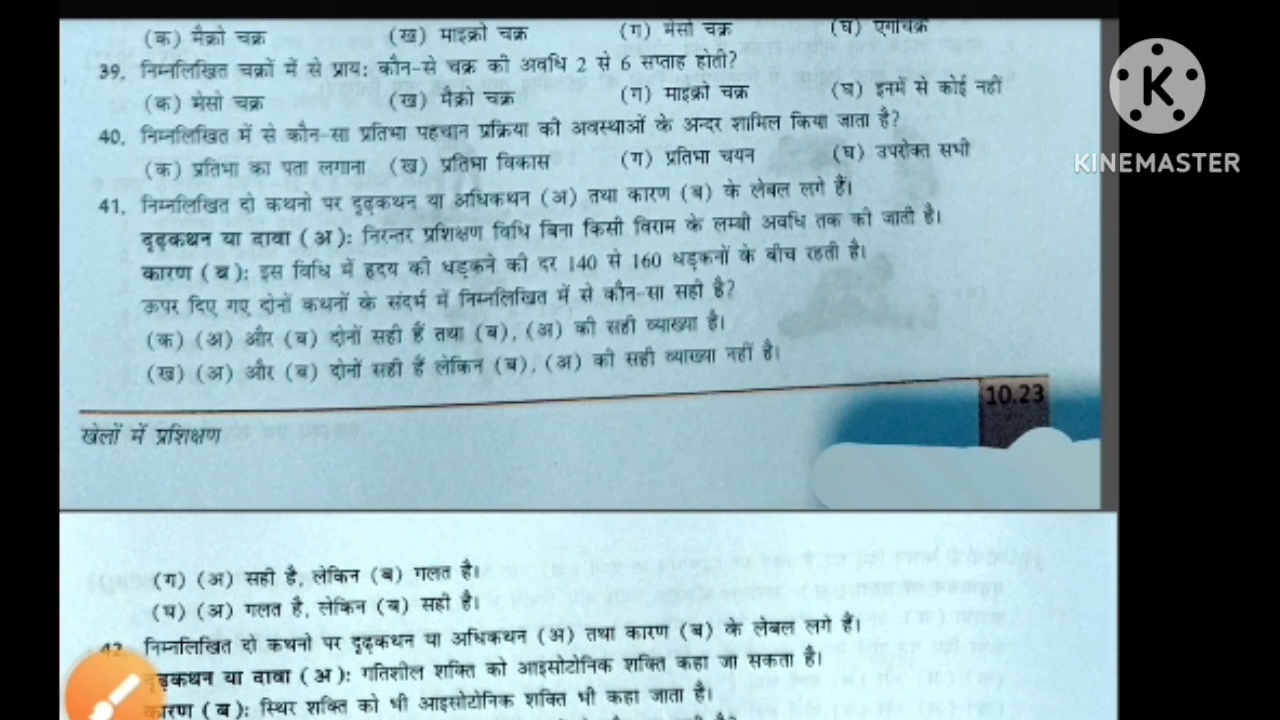 (क) मैक्रो चक्र (ख) माइक्रो चक्र (ग) मेसो चक्र (घ)
39. निम्नलिखित चक्रों में से प्राय: कौन-से चक्र की अवधि 2 से 6 सप्ताह होती?
(क) मेसो चक्र (ख) मैक्रो चक्र (ग) माइक्रो चक्र (घ) इनमें से कोई नहीं
40. निम्नलिखित में से कौन-सा प्रतिभा पहचान प्रक्रिया की अवस्थाओं के अन्दर शामिल किया जाता है?
(क) प्रतिभा का पता लगाना (ख) प्रतिभा विकास (ग) प्रतिभा चयन (घ) उपरोक्त सभी
41. निम्नलिखित दो कथनो पर दृढ़कथन या अधिकथन (अ) तथा कारण (ब) के लेबल लगे हैं।
दृढ़कथन या दावा (अ): निरन्तर प्रशिक्षण विधि बिना किसी विराम के लम्बी अवधि तक की जाती है।
कारण (ब): इस विधि में हृदय की धड़कने की दर 140 से 160 धड़कनों के बीच रहती है।
ऊपर दिए गए दोनों कथनों के संदर्भ में निम्नलिखित में से कौन-सा सही है?
(क) (अ) और (ब) दोनों सही हैं तथा (ब), (अ) की सही व्याख्या है।
(ख) (अ) और (ब) दोनों सही हैं लेकिन (ब), (अ) की सही व्याख्या नहीं है।
10.23
खेलों में प्रशिक्षण
(ग) (अ) सही है, लेकिन (ब) गलत है।
(घ) (अ) गलत है, लेकिन (ब) सही है।
42. निम्नलिखित दो कथनो पर दृढ़कथन या अधिकथन (अ) तथा कारण (ब) के लेबल लगे हैं।
दृढ़कथन या दावा (अ): गतिशील शक्ति को आइसोटोनिक शक्ति कहा जा सकता है।
कारण (ब): स्थिर शक्ति को भी आइसोटोनिक शक्ति भी कहा जाता है।
K
KINEMASTER